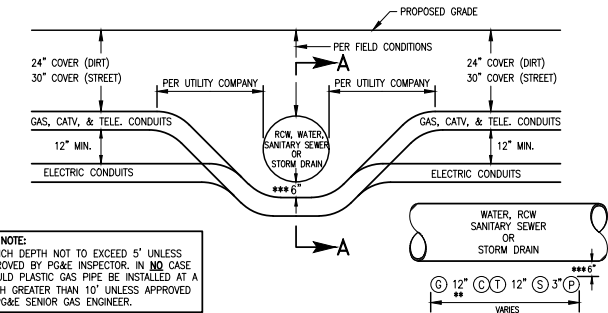 PROPOSED GRADE
PER FIELD CONDITIONS
A
24" COVER (DIRT)
30" COVER (STREET)
PER UTILITY COMPANY
PER UTILITY COMPANY
24" COVER (DIRT)
30" COVER (STREET)
GAS, CATV, & TELE. CONDUITS
GAS, CATV, & TELE. CONDUITS
RCW, WATER,
SANITARY SEWER
OR
STORM DRAIN
12" MIN.
12" MIN.
ELECTRIC CONDUITS
ELECTRIC CONDUITS
***6"
A
NOTE:
NCH DEPTH NOT TO EXCEED 5' UNLESS
ROVED BY PG&E INSPECTOR. IN NO CASE
ULD PLASTIC GAS PIPE BE INSTALLED AT A
H GREATER THAN 10' UNLESS APPROVED
PG&E SENIOR GAS ENGINEER.
WATER, RCW
SANITARY SEWER
OR
STORM DRAIN
***6"
G 12" C T 12" S 3" P
**
VARIES